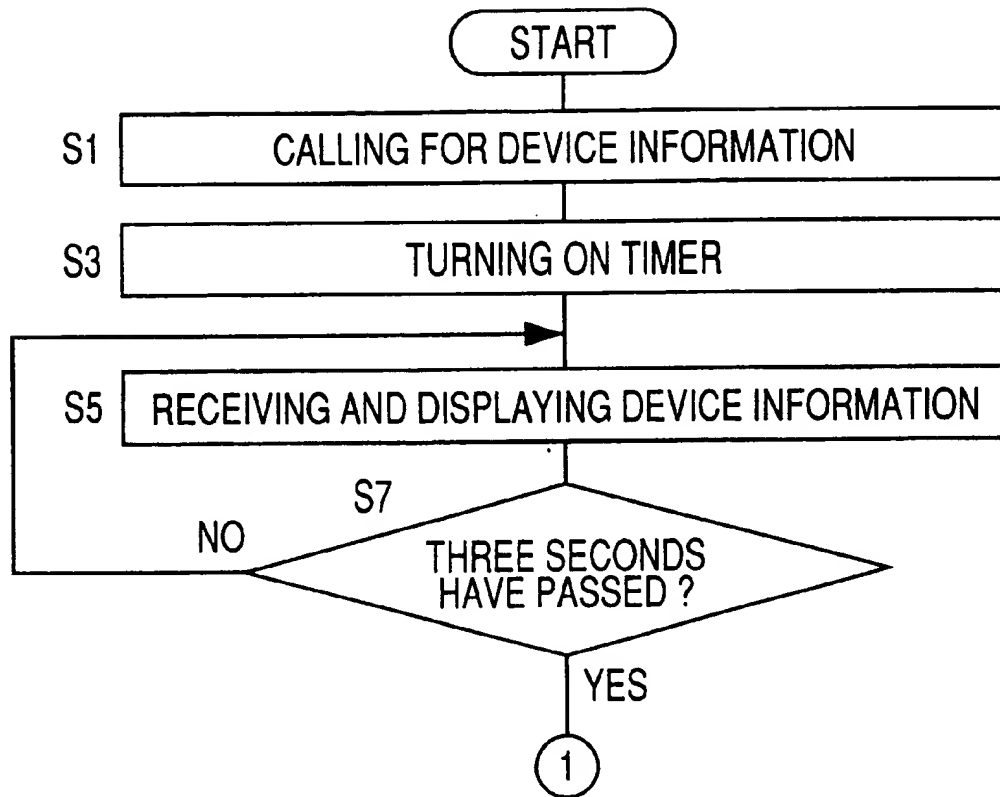 START
S1 CALLING FOR DEVICE INFORMATION
S3 TURNING ON TIMER
S5 RECEIVING AND DISPLAYING DEVICE INFORMATION
S7
NO
THREE SECONDS
HAVE PASSED ?
YES
1